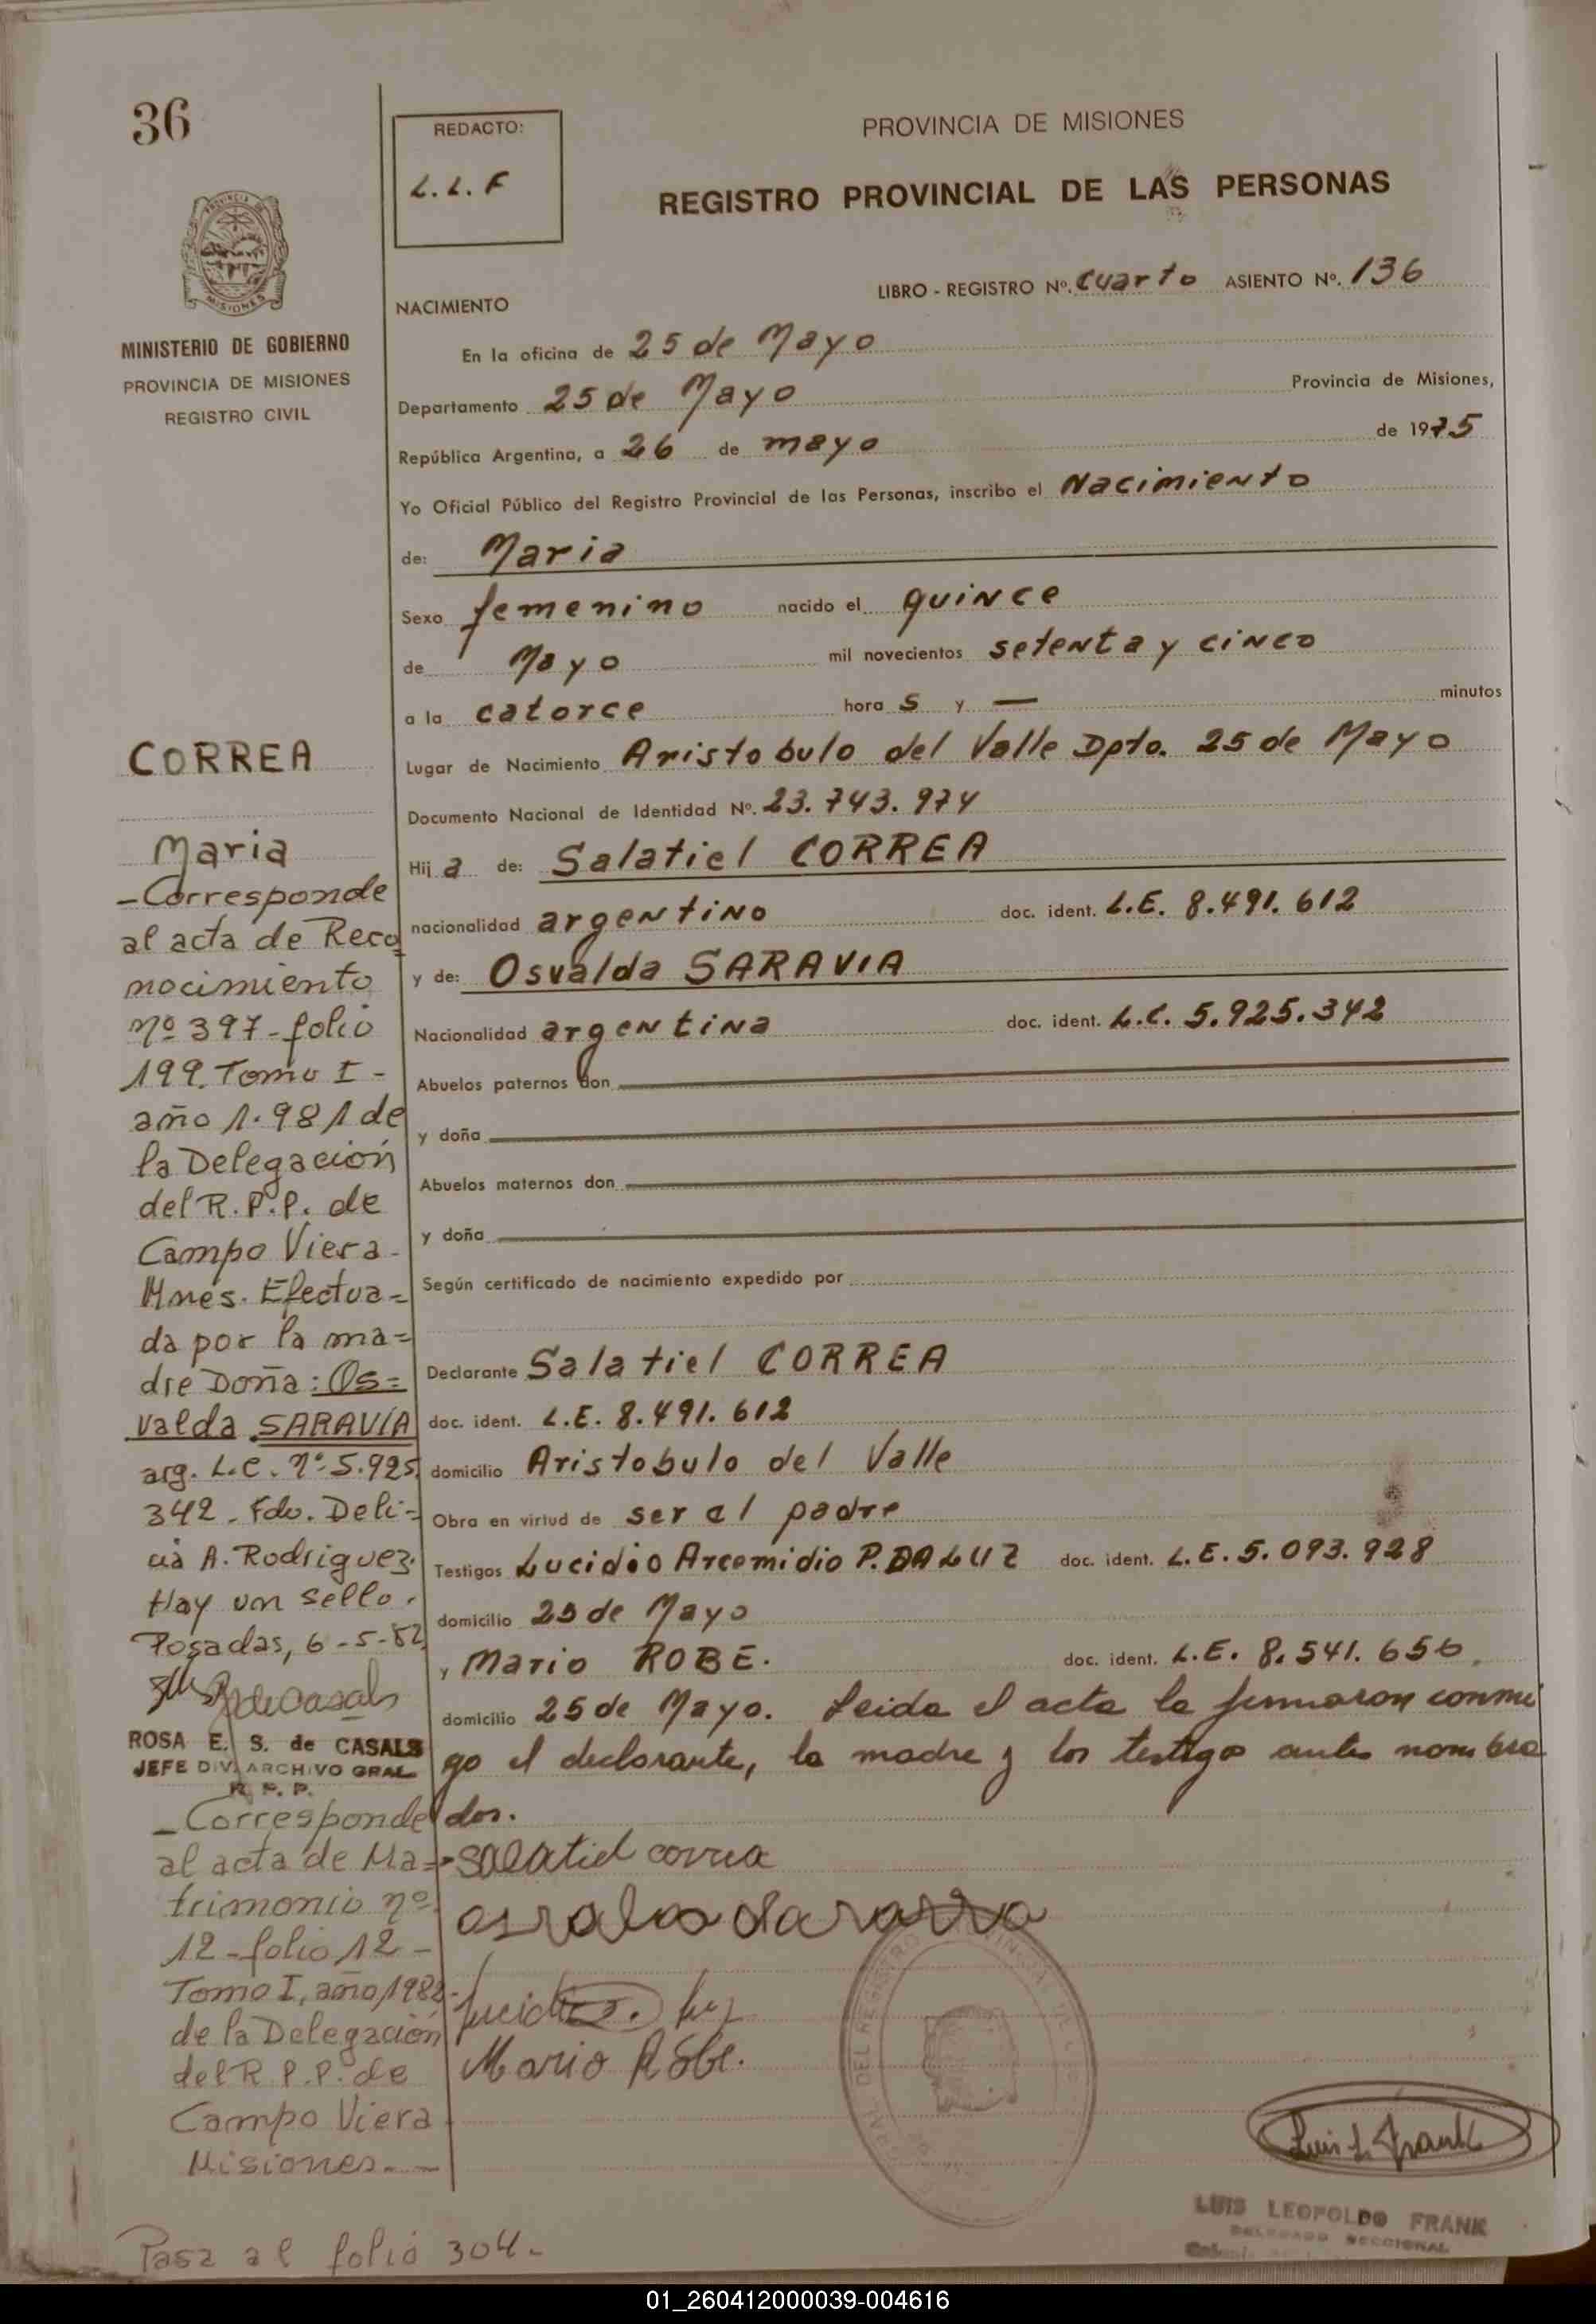 36
REDACTO:
L.L.F
PROVINCIA DE MISIONES
REGISTRO PROVINCIAL DE LAS PERSONAS
MISIONES
MINISTERIO DE GOBIERNO
PROVINCIA DE MISIONES
REGISTRO CIVIL
LIBRO - REGISTRO Nº. Cuarto ASIENTO Nº. 136
NACIMIENTO
En la oficina de 25 de Mayo
Departamento 25 de Mayo Provincia de Misiones,
República Argentina, a 26 de mayo de 1975
Yo Oficial Público del Registro Provincial de las Personas, inscribo el Nacimiento
de: Maria
Sexo femenino nacido el quince
de Mayo mil novecientos setenta y cinco
a la catorce hora s y — minutos
Lugar de Nacimiento Aristobulo del Valle Dpto. 25 de Mayo
Documento Nacional de Identidad Nº. 23.743.974
Hij a de: Salatiel CORREA
nacionalidad argentino doc. ident. L.E. 8.491.612
y de: Osvalda SARAVIA
Nacionalidad argentina doc. ident. L.C. 5.925.342
Abuelos paternos don
y doña
Abuelos maternos don
y doña
Según certificado de nacimiento expedido por
Declarante Salatiel CORREA
doc. ident. L.E. 8.491.612
domicilio Aristobulo del Valle
Obra en virtud de ser el padre
Testigos Lucidio Arcemidio P. DA LUZ doc. ident. L.E. 5.093.928
domicilio 25 de Mayo
y Mario ROBE. doc. ident. L.E. 8.541.656.
domicilio 25 de Mayo. Leida el acta la firmaron conmi
go el declarante, la madre y los testigo antes nombra
dos.
Salatiel correa
osvalda saravia
Mario Robe.
Luis L. Frank
LUIS LEOPOLDO FRANK
DELEGADO SECCIONAL
CORREA
Maria
-Corresponde
al acta de Reco
nocimiento
nº 397-folio
199. Tomo I-
año 1.981 de
la Delegación
del R.P.P. de
Campo Viera-
Mnes. Efectua=
da por la ma=
dre Doña: Os=
valda SARAVIA
arg. L.C. nº 5.925.
342-Fdo. Deli=
cia A. Rodriguez.
Hay un sello.
Posadas, 6-5-82
ROSA E. S. de CASALS
JEFE DIV. ARCHIVO GRAL
R. P. P.
-Corresponde
al acta de Ma=
trimonio nº
12-folio 12-
Tomo I, año 1982-
de la Delegación
del R.P.P. de
Campo Viera
Misiones.-
Pasa al folio 304.-
01_260412000039-004616